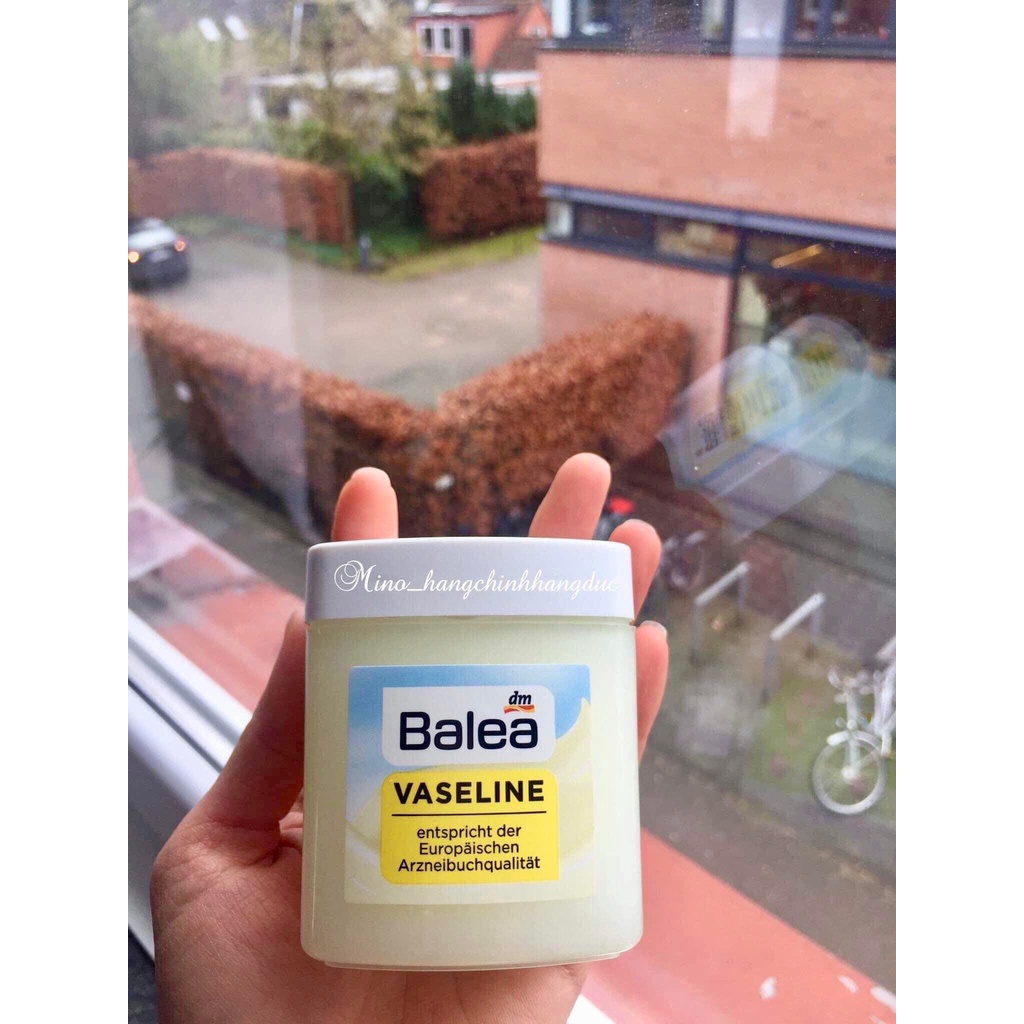 Mino_hangchinhhangduc
dm
Balea
VASELINE
entspricht der
Europäischen
Arzneibuchqualität